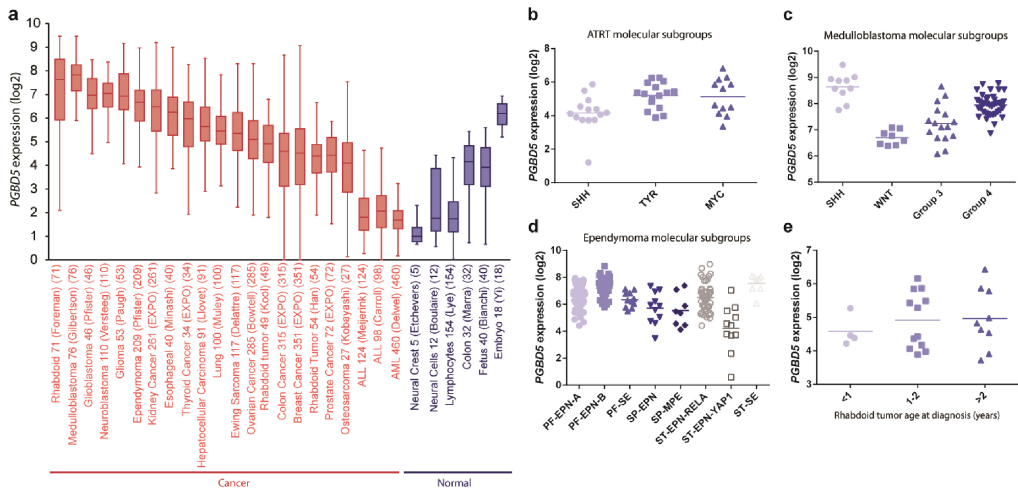 a
PGBD5 expression (log2)
10
9
8
7
6
5
4
3
2
1
0
Rhabdoid 71 (Foreman) (71)
Medulloblastoma 76 (Gilbertson) (76)
Glioblastoma 46 (Pfister) (46)
Neuroblastoma 110 (Versteeg) (110)
Glioma 53 (Paugh) (53)
Ependymoma 209 (Pfister) (209)
Kidney Cancer 261 (EXPO) (261)
Esophageal 40 (Minashi) (40)
Thyroid Cancer 34 (EXPO) (34)
Hepatocellular Carcinoma 91 (Llovet) (91)
Lung 100 (Muley) (100)
Ewing Sarcoma 117 (Delattre) (117)
Ovarian Cancer 285 (Bowtell) (285)
Rhabdoid tumor 49 (Kool) (49)
Colon Cancer 315 (EXPO) (315)
Breast Cancer 351 (EXPO) (351)
Rhabdoid Tumor 54 (Han) (54)
Prostate Cancer 72 (EXPO) (72)
Osteosarcoma 27 (Kobayashi) (27)
ALL 124 (Meijerink) (124)
ALL 98 (Carroll) (98)
AML 460 (Delwel) (460)
Neural Crest 5 (Etchevers) (5)
Neural Cells 12 (Boulaire) (12)
Lymphocytes 154 (Lye) (154)
Colon 32 (Marra) (32)
Fetus 40 (Bianchi) (40)
Embryo 18 (Yi) (18)
Cancer
Normal
b
ATRT molecular subgroups
PGBD5 expression (log2)
8
6
4
2
0
SHH
TYR
MYC
c
Medulloblastoma molecular subgroups
PGBD5 expression (log2)
10
8
6
4
SHH
WNT
Group 3
Group 4
d
Ependymoma molecular subgroups
PGBD5 expression (log2)
10
8
6
4
2
0
PF-EPN-A
PF-EPN-B
PF-SE
SP-EPN
SP-MPE
ST-EPN-RELA
ST-EPN-YAP1
ST-SE
e
PGBD5 expression (log2)
7
6
5
4
3
<1
1-2
>2
Rhabdoid tumor age at diagnosis (years)